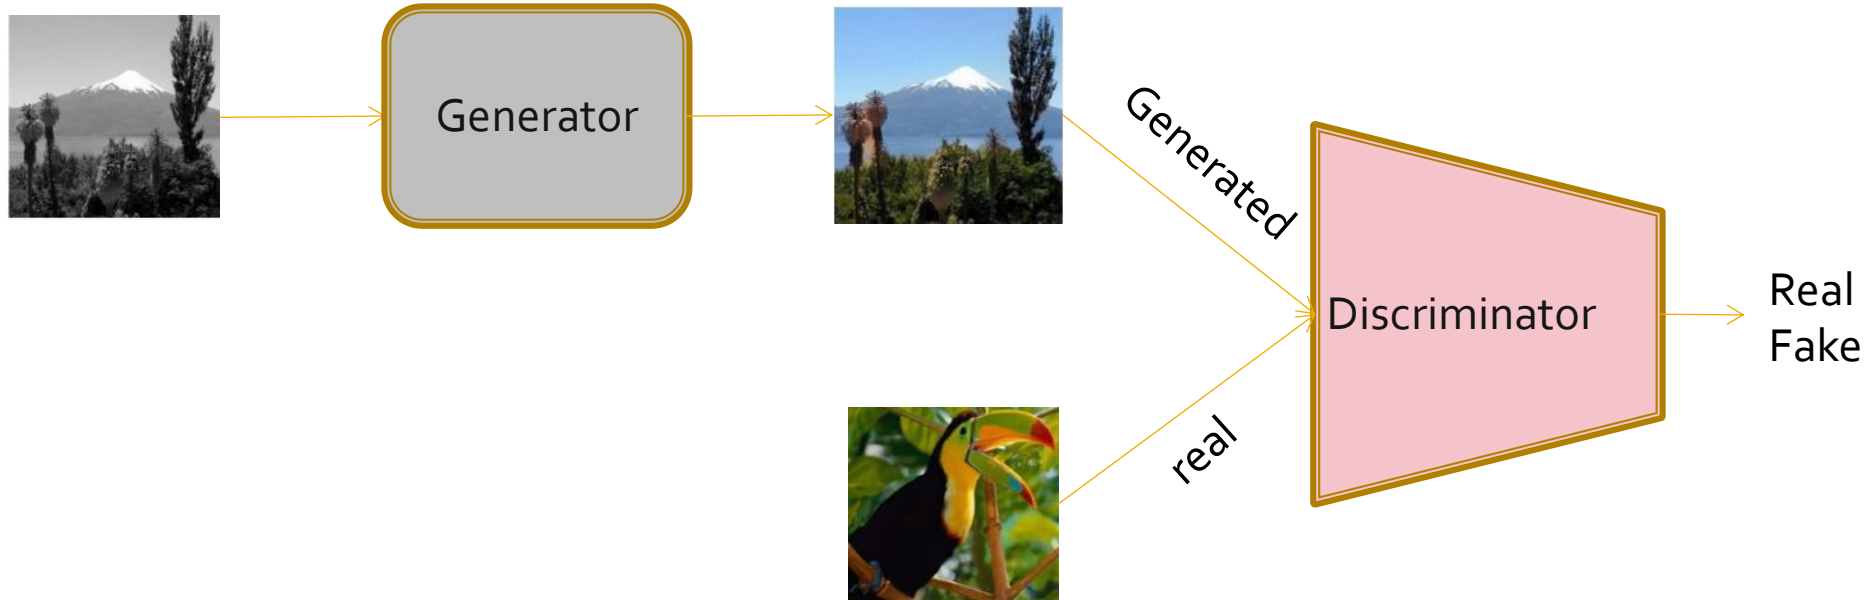 Generator
Generated
Discriminator
real
Real
Fake